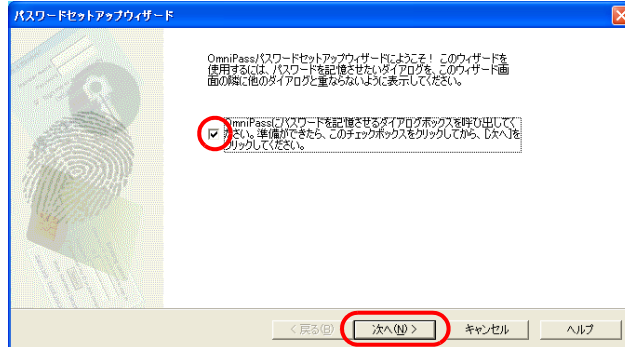 パスワードセットアップウィザード
OmniPassパスワードセットアップウィザードにようこそ！ このウィザードを
使用するには、パスワードを記憶させたいダイアログを、このウィザード画
面の隣に他のダイアログと重ならないように表示してください。
OmniPassにパスワードを記憶させるダイアログボックスを呼び出してく
ださい。準備ができたら、このチェックボックスをクリックしてから、[次へ]を
クリックしてください。
< 戻る(B) 次へ(N) > キャンセル ヘルプ